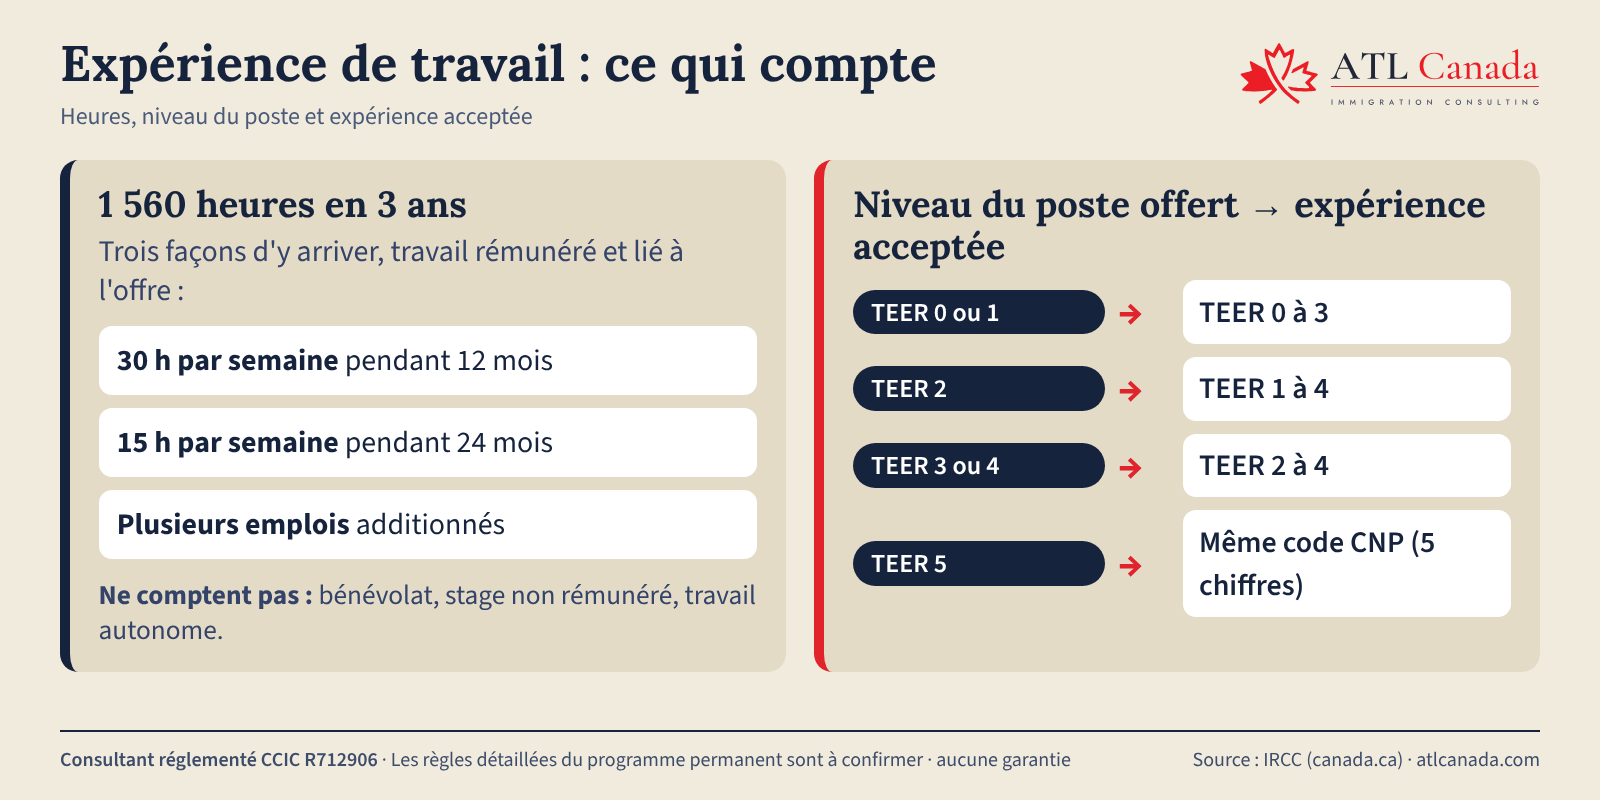 Expérience de travail : ce qui compte
Heures, niveau du poste et expérience acceptée
ATL Canada
IMMIGRATION CONSULTING
1 560 heures en 3 ans
Trois façons d'y arriver, travail rémunéré et lié à
l'offre :
30 h par semaine pendant 12 mois
15 h par semaine pendant 24 mois
Plusieurs emplois additionnés
Ne comptent pas : bénévolat, stage non rémunéré, travail
autonome.
Niveau du poste offert → expérience
acceptée
TEER 0 ou 1 → TEER 0 à 3
TEER 2 → TEER 1 à 4
TEER 3 ou 4 → TEER 2 à 4
TEER 5 → Même code CNP (5
chiffres)
Consultant réglementé CCIC R712906 · Les règles détaillées du programme permanent sont à confirmer · aucune garantie
Source : IRCC (canada.ca) · atlcanada.com